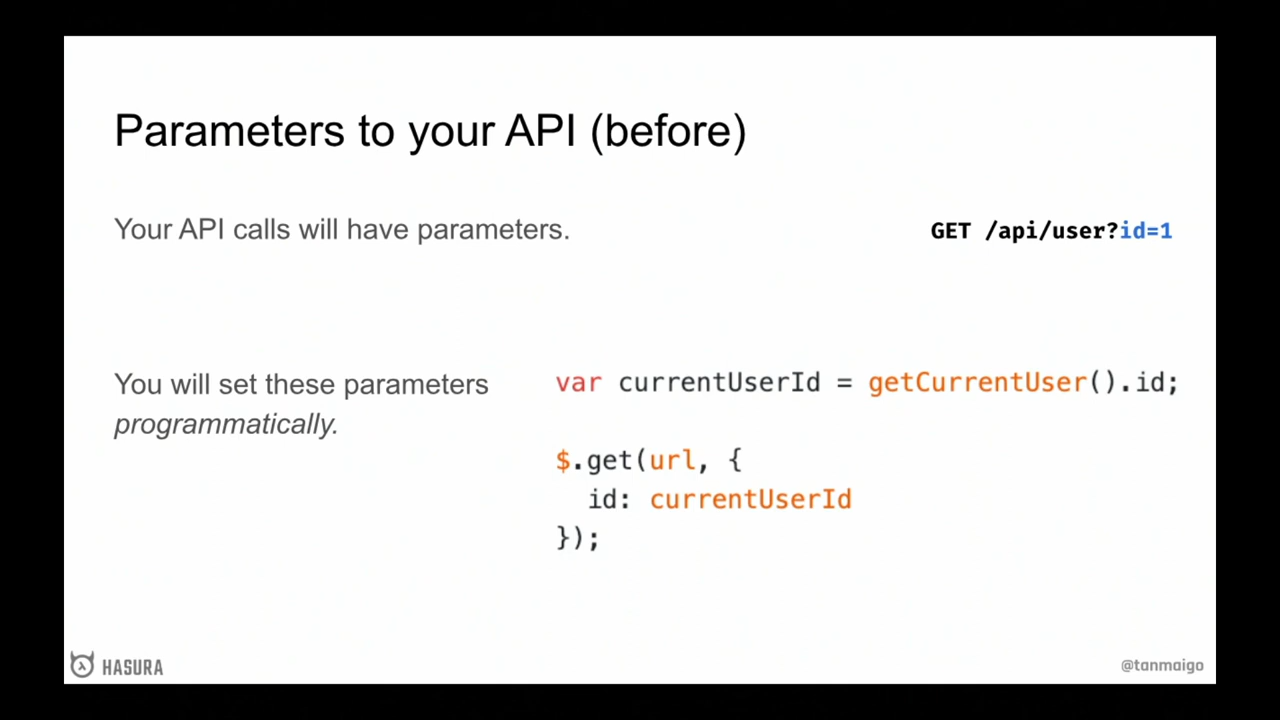 Parameters to your API (before)
Your API calls will have parameters.
GET /api/user?id=1
You will set these parameters
programmatically.
var currentUserId = getCurrentUser().id;
$.get(url, {
  id: currentUserId
});
HASURA
@tanmaigo